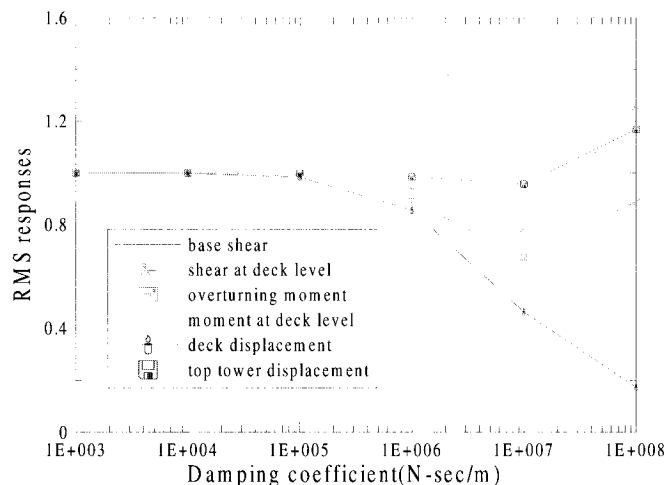 1.6
1.2
0.8
0.4
0
RMS responses
base shear
shear at deck level
overturning moment
moment at deck level
deck displacement
top tower displacement
1E+003 1E+004 1E+005 1E+006 1E+007 1E+008
Damping coefficient(N-sec/m)